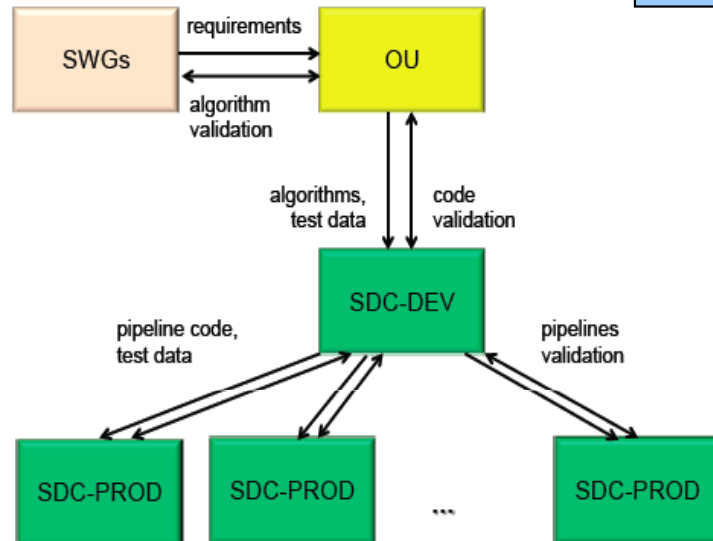 requirements
SWGs
OU
algorithm
validation
algorithms,
test data
code
validation
SDC-DEV
pipeline code,
test data
pipelines
validation
SDC-PROD
SDC-PROD
...
SDC-PROD